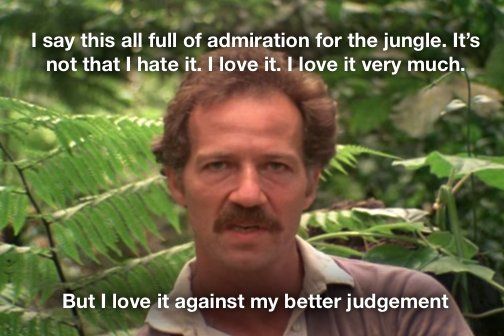 I say this all full of admiration for the jungle. It's
not that I hate it. I love it. I love it very much.
But I love it against my better judgement